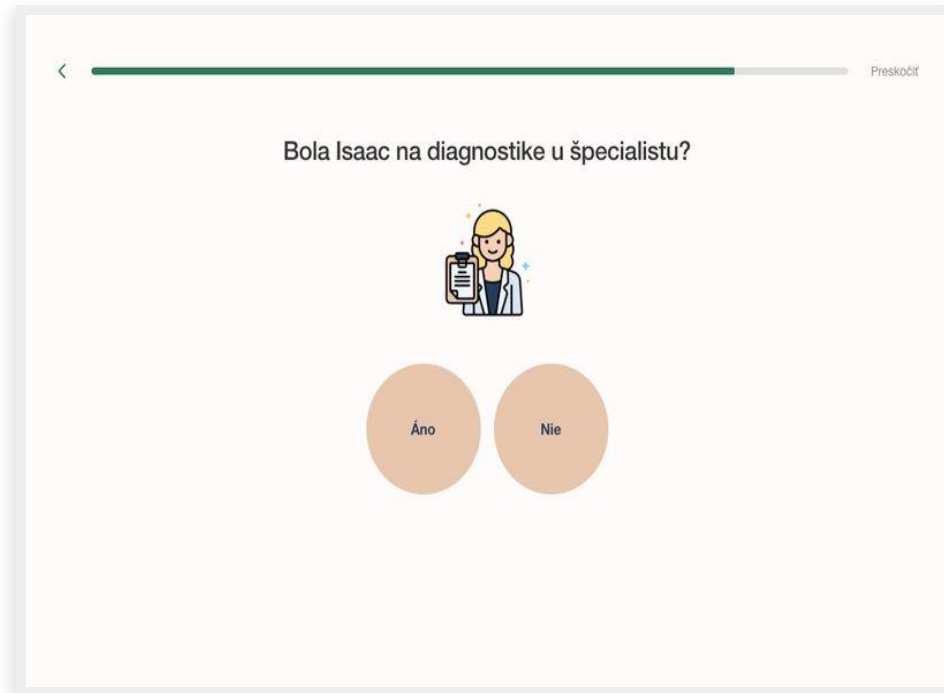 Preskočiť
Bola Isaac na diagnostike u špecialistu?
Áno
Nie